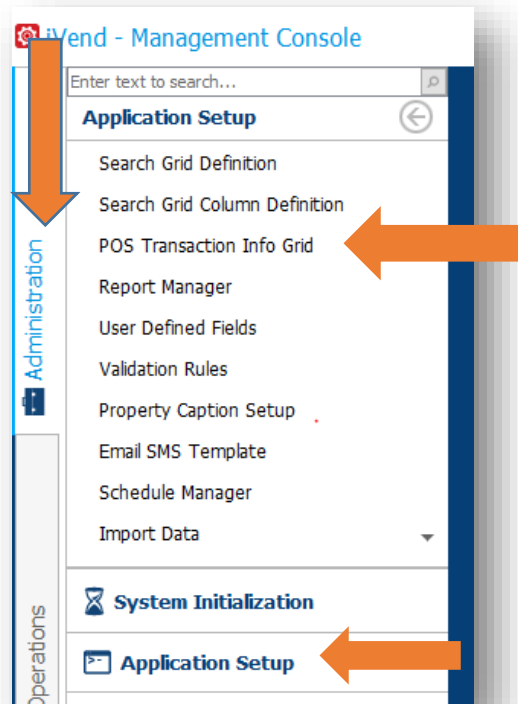 iVend - Management Console
Enter text to search...
Application Setup
Search Grid Definition
Search Grid Column Definition
POS Transaction Info Grid
Report Manager
User Defined Fields
Validation Rules
Property Caption Setup
Email SMS Template
Schedule Manager
Import Data
System Initialization
Application Setup
Administration
Operations